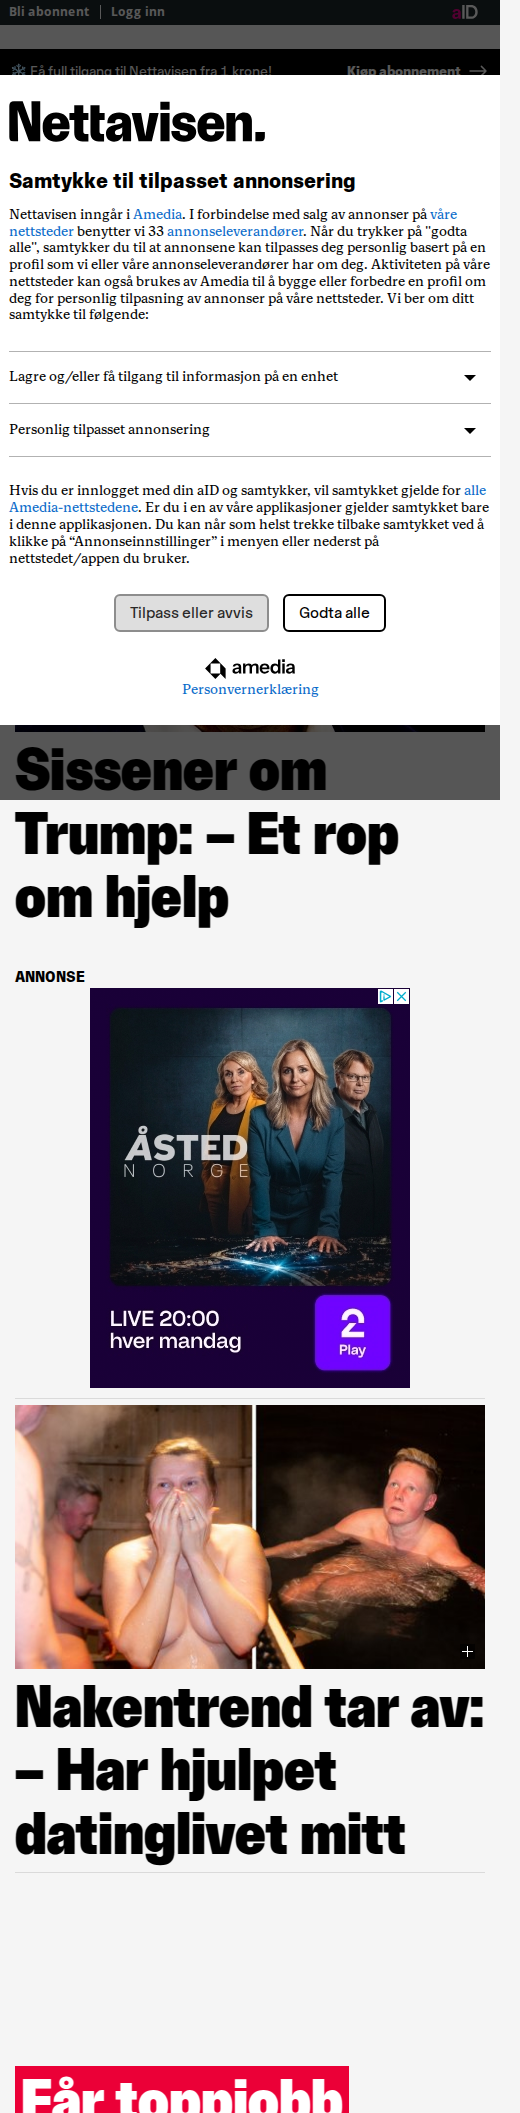 Bli abonnent | Logg inn
aID
Få full tilgang til Nettavisen fra 1 krone!
Kjøp abonnement
Nettavisen.
Samtykke til tilpasset annonsering
Nettavisen inngår i Amedia. I forbindelse med salg av annonser på våre
nettsteder benytter vi 33 annonseleverandører. Når du trykker på "godta
alle", samtykker du til at annonsene kan tilpasses deg personlig basert på en
profil som vi eller våre annonseleverandører har om deg. Aktiviteten på våre
nettsteder kan også brukes av Amedia til å bygge eller forbedre en profil om
deg for personlig tilpasning av annonser på våre nettsteder. Vi ber om ditt
samtykke til følgende:
Lagre og/eller få tilgang til informasjon på en enhet
Personlig tilpasset annonsering
Hvis du er innlogget med din aID og samtykker, vil samtykket gjelde for alle
Amedia-nettstedene. Er du i en av våre applikasjoner gjelder samtykket bare
i denne applikasjonen. Du kan når som helst trekke tilbake samtykket ved å
klikke på “Annonseinnstillinger” i menyen eller nederst på
nettstedet/appen du bruker.
Tilpass eller avvis
Godta alle
amedia
Personvernerklæring
Sissener om
Trump: – Et rop
om hjelp
ANNONSE
ÅSTED
NORGE
LIVE 20:00
hver mandag
2
Play
Nakentrend tar av:
– Har hjulpet
datinglivet mitt
Får toppjobb